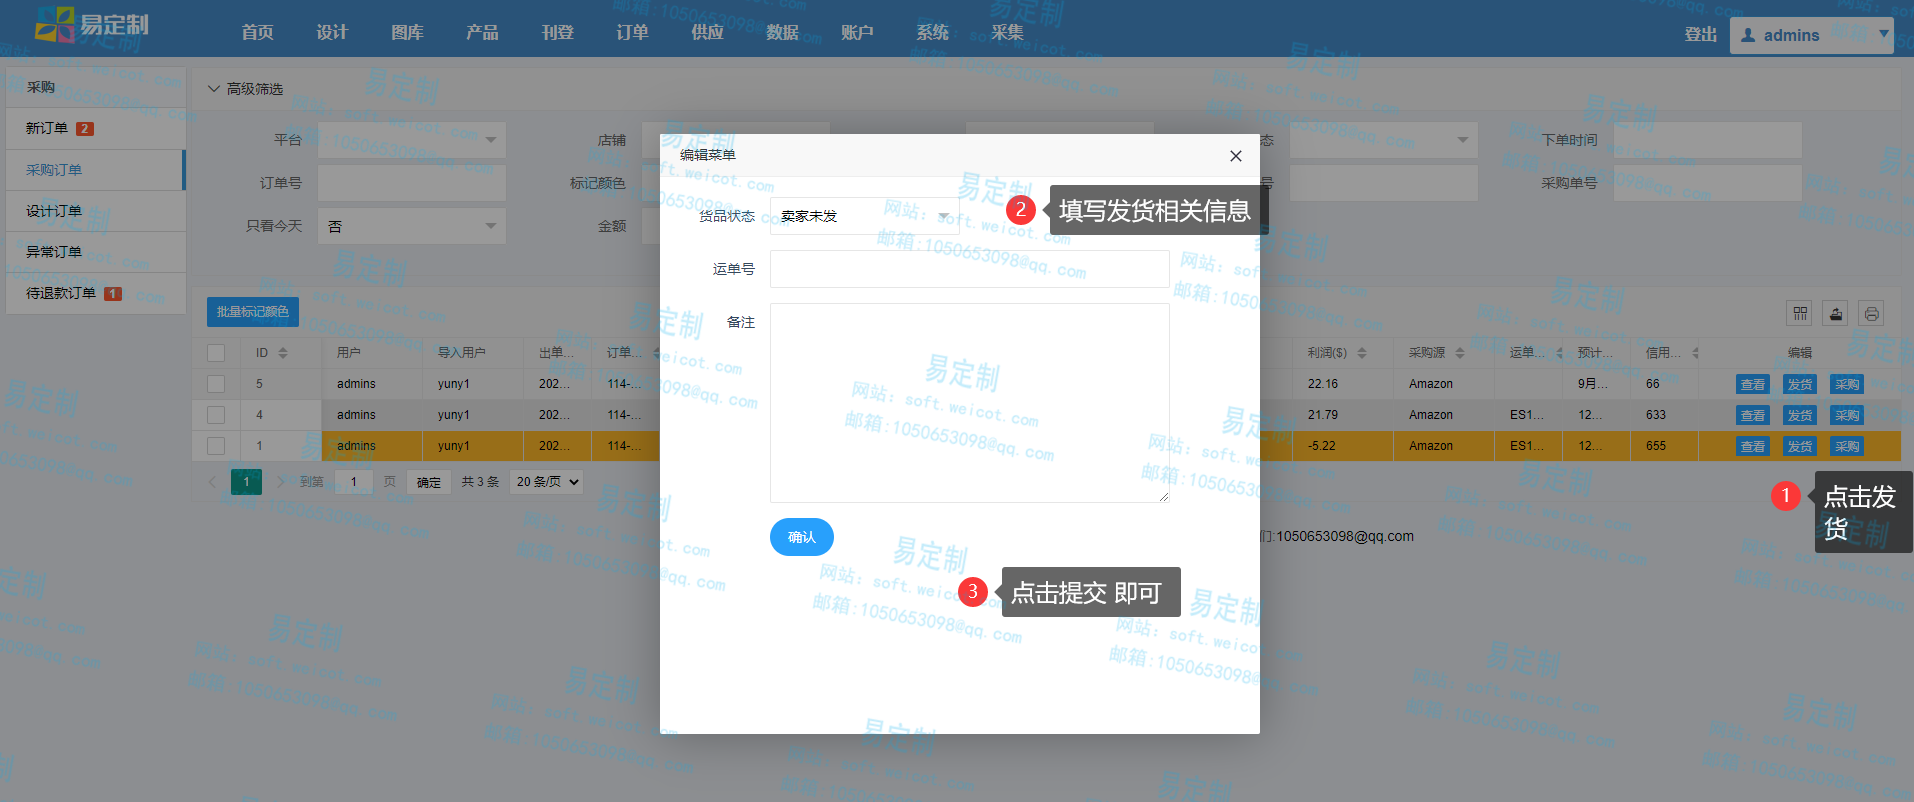 易定制
首页 设计 图库 产品 刊登 订单 供应 数据 账户 系统 采集
登出 admins
采购
新订单 2
采购订单
设计订单
异常订单
待退款订单 1
高级筛选
平台 店铺 态 下单时间
订单号 标记颜色 号 采购单号
只看今天 否 金额
批量标记颜色
ID 用户 导入用户 出单... 订单... 利润($) 采购源 运单... 预计... 信用... 编辑
5 admins yuny1 202... 114-... 22.16 Amazon 9月... 66 查看 发货 采购
4 admins yuny1 202... 114-... 21.79 Amazon ES1... 12... 633 查看 发货 采购
1 admins yuny1 202... 114-... -5.22 Amazon ES1... 12... 655 查看 发货 采购
1 到第 1 页 确定 共 3 条 20 条/页
们:1050653098@qq.com
编辑菜单
货品状态 卖家未发
运单号
备注
确认
1 点击发
货
2 填写发货相关信息
3 点击提交 即可
易定制
网站: soft.weicot.com
邮箱:1050653098@qq.com